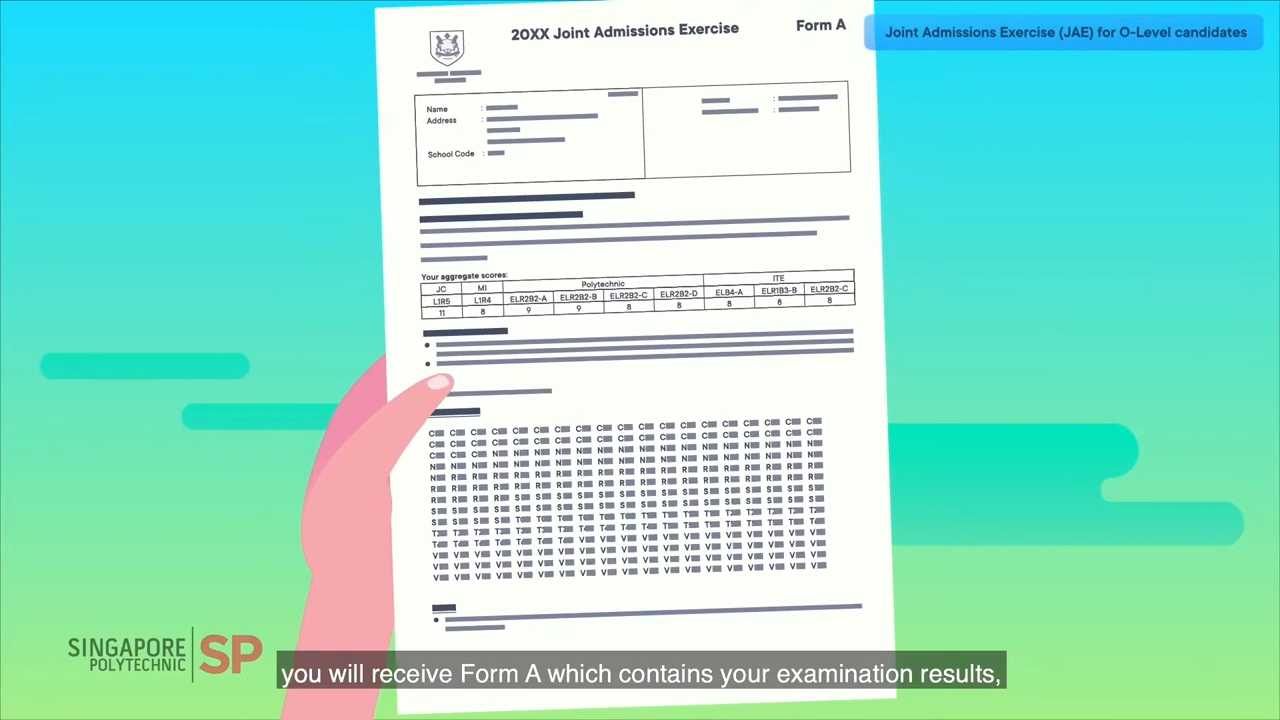 20XX Joint Admissions Exercise
Form A
Joint Admissions Exercise (JAE) for O-Level candidates
Name :
Address :
School Code :
Your aggregate scores:
JC MI Polytechnic ITE
L1R5 L1R4 ELR2B2-A ELR2B2-B ELR2B2-C ELR2B2-D ELB4-A ELR1B3-B ELR2B2-C
11 8 9 9 8 8 8 8 8
SINGAPORE
POLYTECHNIC
SP
you will receive Form A which contains your examination results,